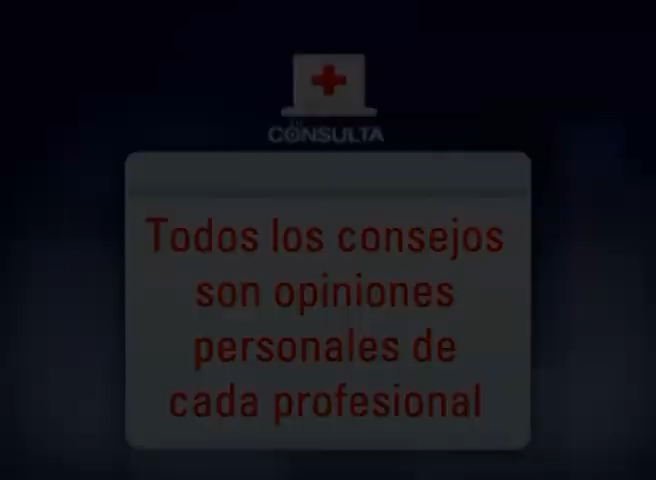 CONSULTA
Todos los consejos
son opiniones
personales de
cada profesional